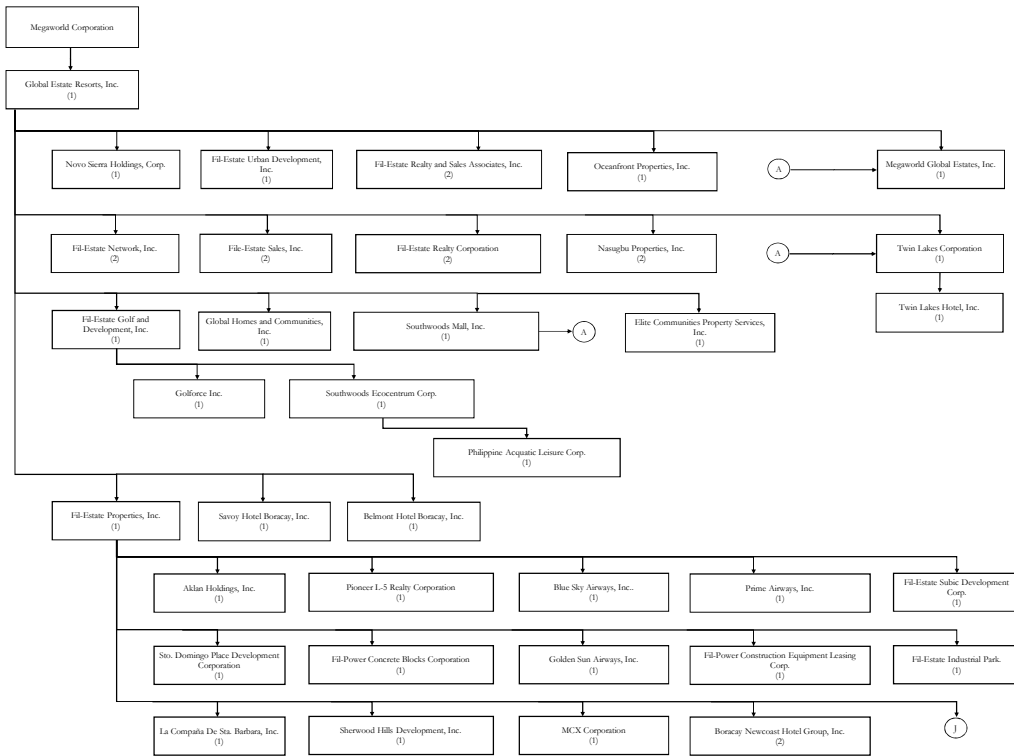 Megaworld Corporation
Global Estate Resorts, Inc.
(1)
Novo Sierra Holdings, Corp.
(1)
Fil-Estate Urban Development,
Inc.
(1)
Fil-Estate Realty and Sales Associates, Inc.
(2)
Oceanfront Properties, Inc.
(1)
A
Megaworld Global Estates, Inc.
(1)
Fil-Estate Network, Inc.
(2)
File-Estate Sales, Inc.
(2)
Fil-Estate Realty Corporation
(2)
Nasugbu Properties, Inc.
(2)
A
Twin Lakes Corporation
(1)
Twin Lakes Hotel, Inc.
(1)
Fil-Estate Golf and
Development, Inc.
(1)
Global Homes and Communities,
Inc.
(1)
Southwoods Mall, Inc.
(1)
A
Elite Communities Property Services,
Inc.
(1)
Golforce Inc.
(1)
Southwoods Ecocentrum Corp.
(1)
Philippine Acquatic Leisure Corp.
(1)
Fil-Estate Properties, Inc.
(1)
Savoy Hotel Boracay, Inc.
(1)
Belmont Hotel Boracay, Inc.
(1)
Aklan Holdings, Inc.
(1)
Pioneer L-5 Realty Corporation
(1)
Blue Sky Airways, Inc..
(1)
Prime Airways, Inc.
(1)
Fil-Estate Subic Development
Corp.
(1)
Sto. Domingo Place Development
Corporation
(1)
Fil-Power Concrete Blocks Corporation
(1)
Golden Sun Airways, Inc.
(1)
Fil-Power Construction Equipment Leasing
Corp.
(1)
Fil-Estate Industrial Park.
(1)
La Compaña De Sta. Barbara, Inc.
(1)
Sherwood Hills Development, Inc.
(1)
MCX Corporation
(1)
Boracay Newcoast Hotel Group, Inc.
(2)
J